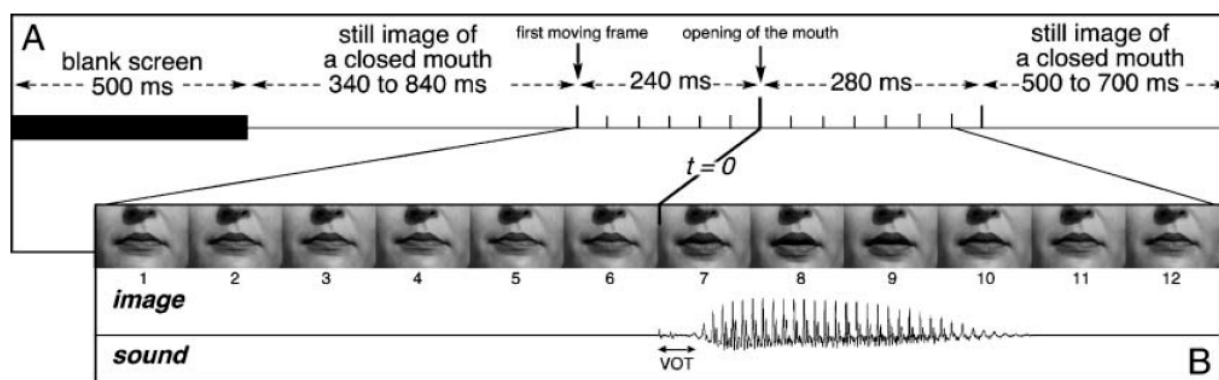 A
blank screen
500 ms
still image of
a closed mouth
340 to 840 ms
first moving frame
240 ms
opening of the mouth
280 ms
still image of
a closed mouth
500 to 700 ms
t = 0
1 2 3 4 5 6 7 8 9 10 11 12
image
sound
VOT
B